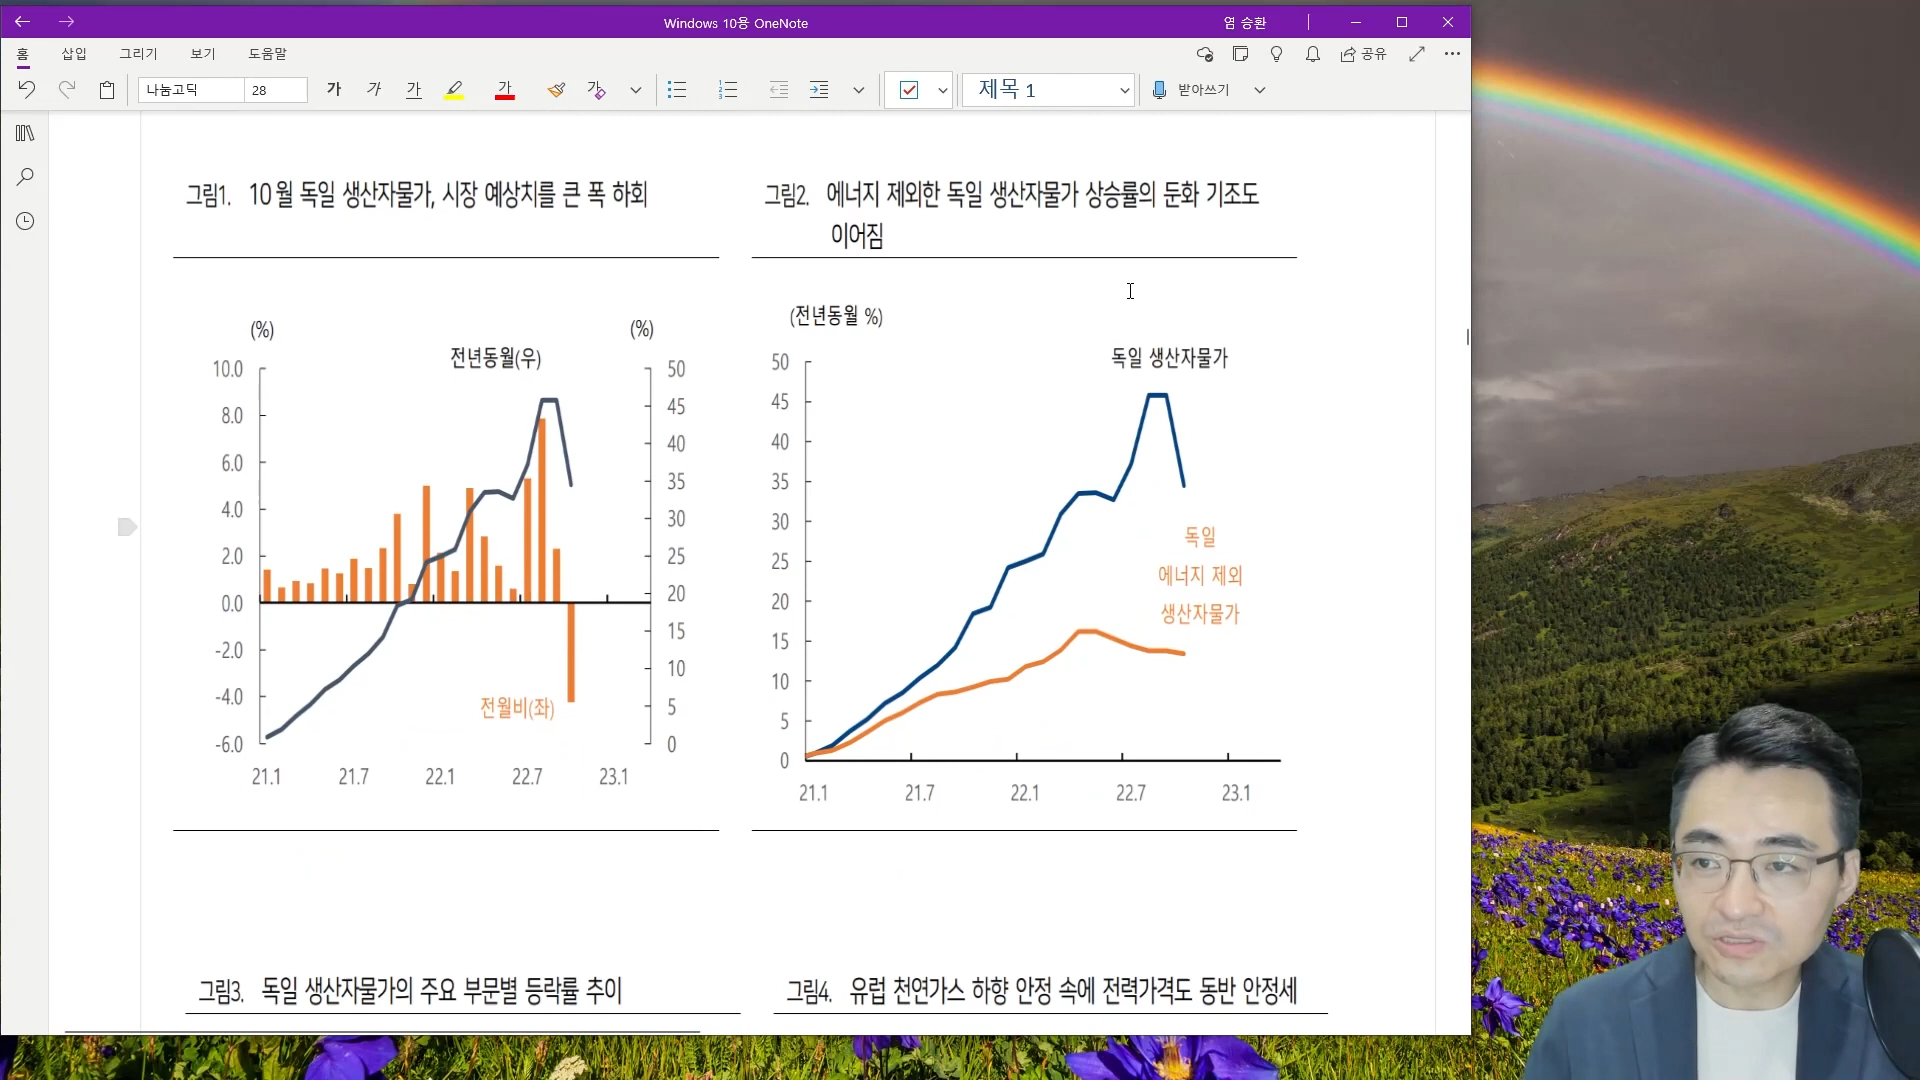 Windows 10용 OneNote
염 승환
홈 삽입 그리기 보기 도움말
공유
나눔고딕 28 가 가 가 가 가 제목 1 받아쓰기
그림1. 10월 독일 생산자물가, 시장 예상치를 큰 폭 하회
(%)
(%)
전년동월(우)
10.0
8.0
6.0
4.0
2.0
0.0
-2.0
-4.0
-6.0
50
45
40
35
30
25
20
15
10
5
0
전월비(좌)
21.1 21.7 22.1 22.7 23.1
그림2. 에너지 제외한 독일 생산자물가 상승률의 둔화 기조도
이어짐
(전년동월 %)
독일 생산자물가
50
45
40
35
30
25
20
15
10
5
0
독일
에너지 제외
생산자물가
21.1 21.7 22.1 22.7 23.1
그림3. 독일 생산자물가의 주요 부문별 등락률 추이
그림4. 유럽 천연가스 하향 안정 속에 전력가격도 동반 안정세